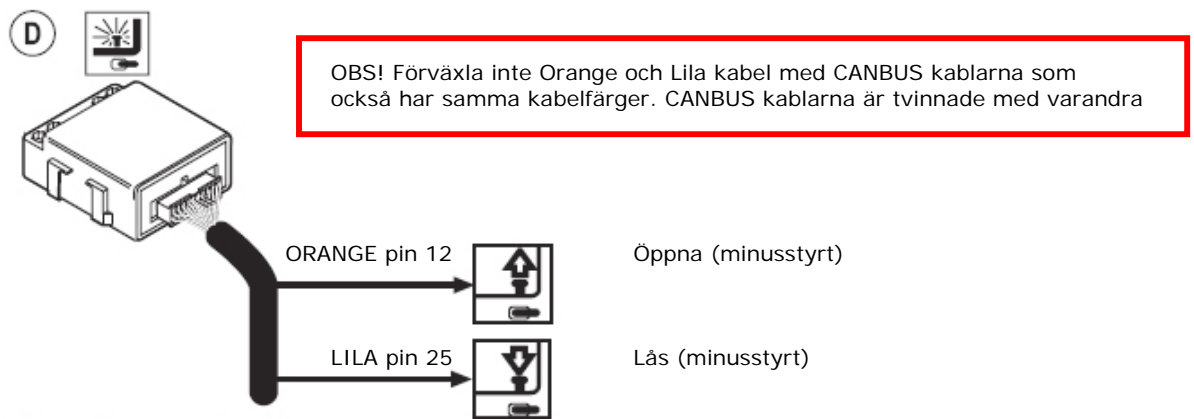 D
OBS! Förväxla inte Orange och Lila kabel med CANBUS kablarna som
också har samma kabelfärger. CANBUS kablarna är tvinnade med varandra
ORANGE pin 12
Öppna (minusstyrt)
LILA pin 25
Lås (minusstyrt)